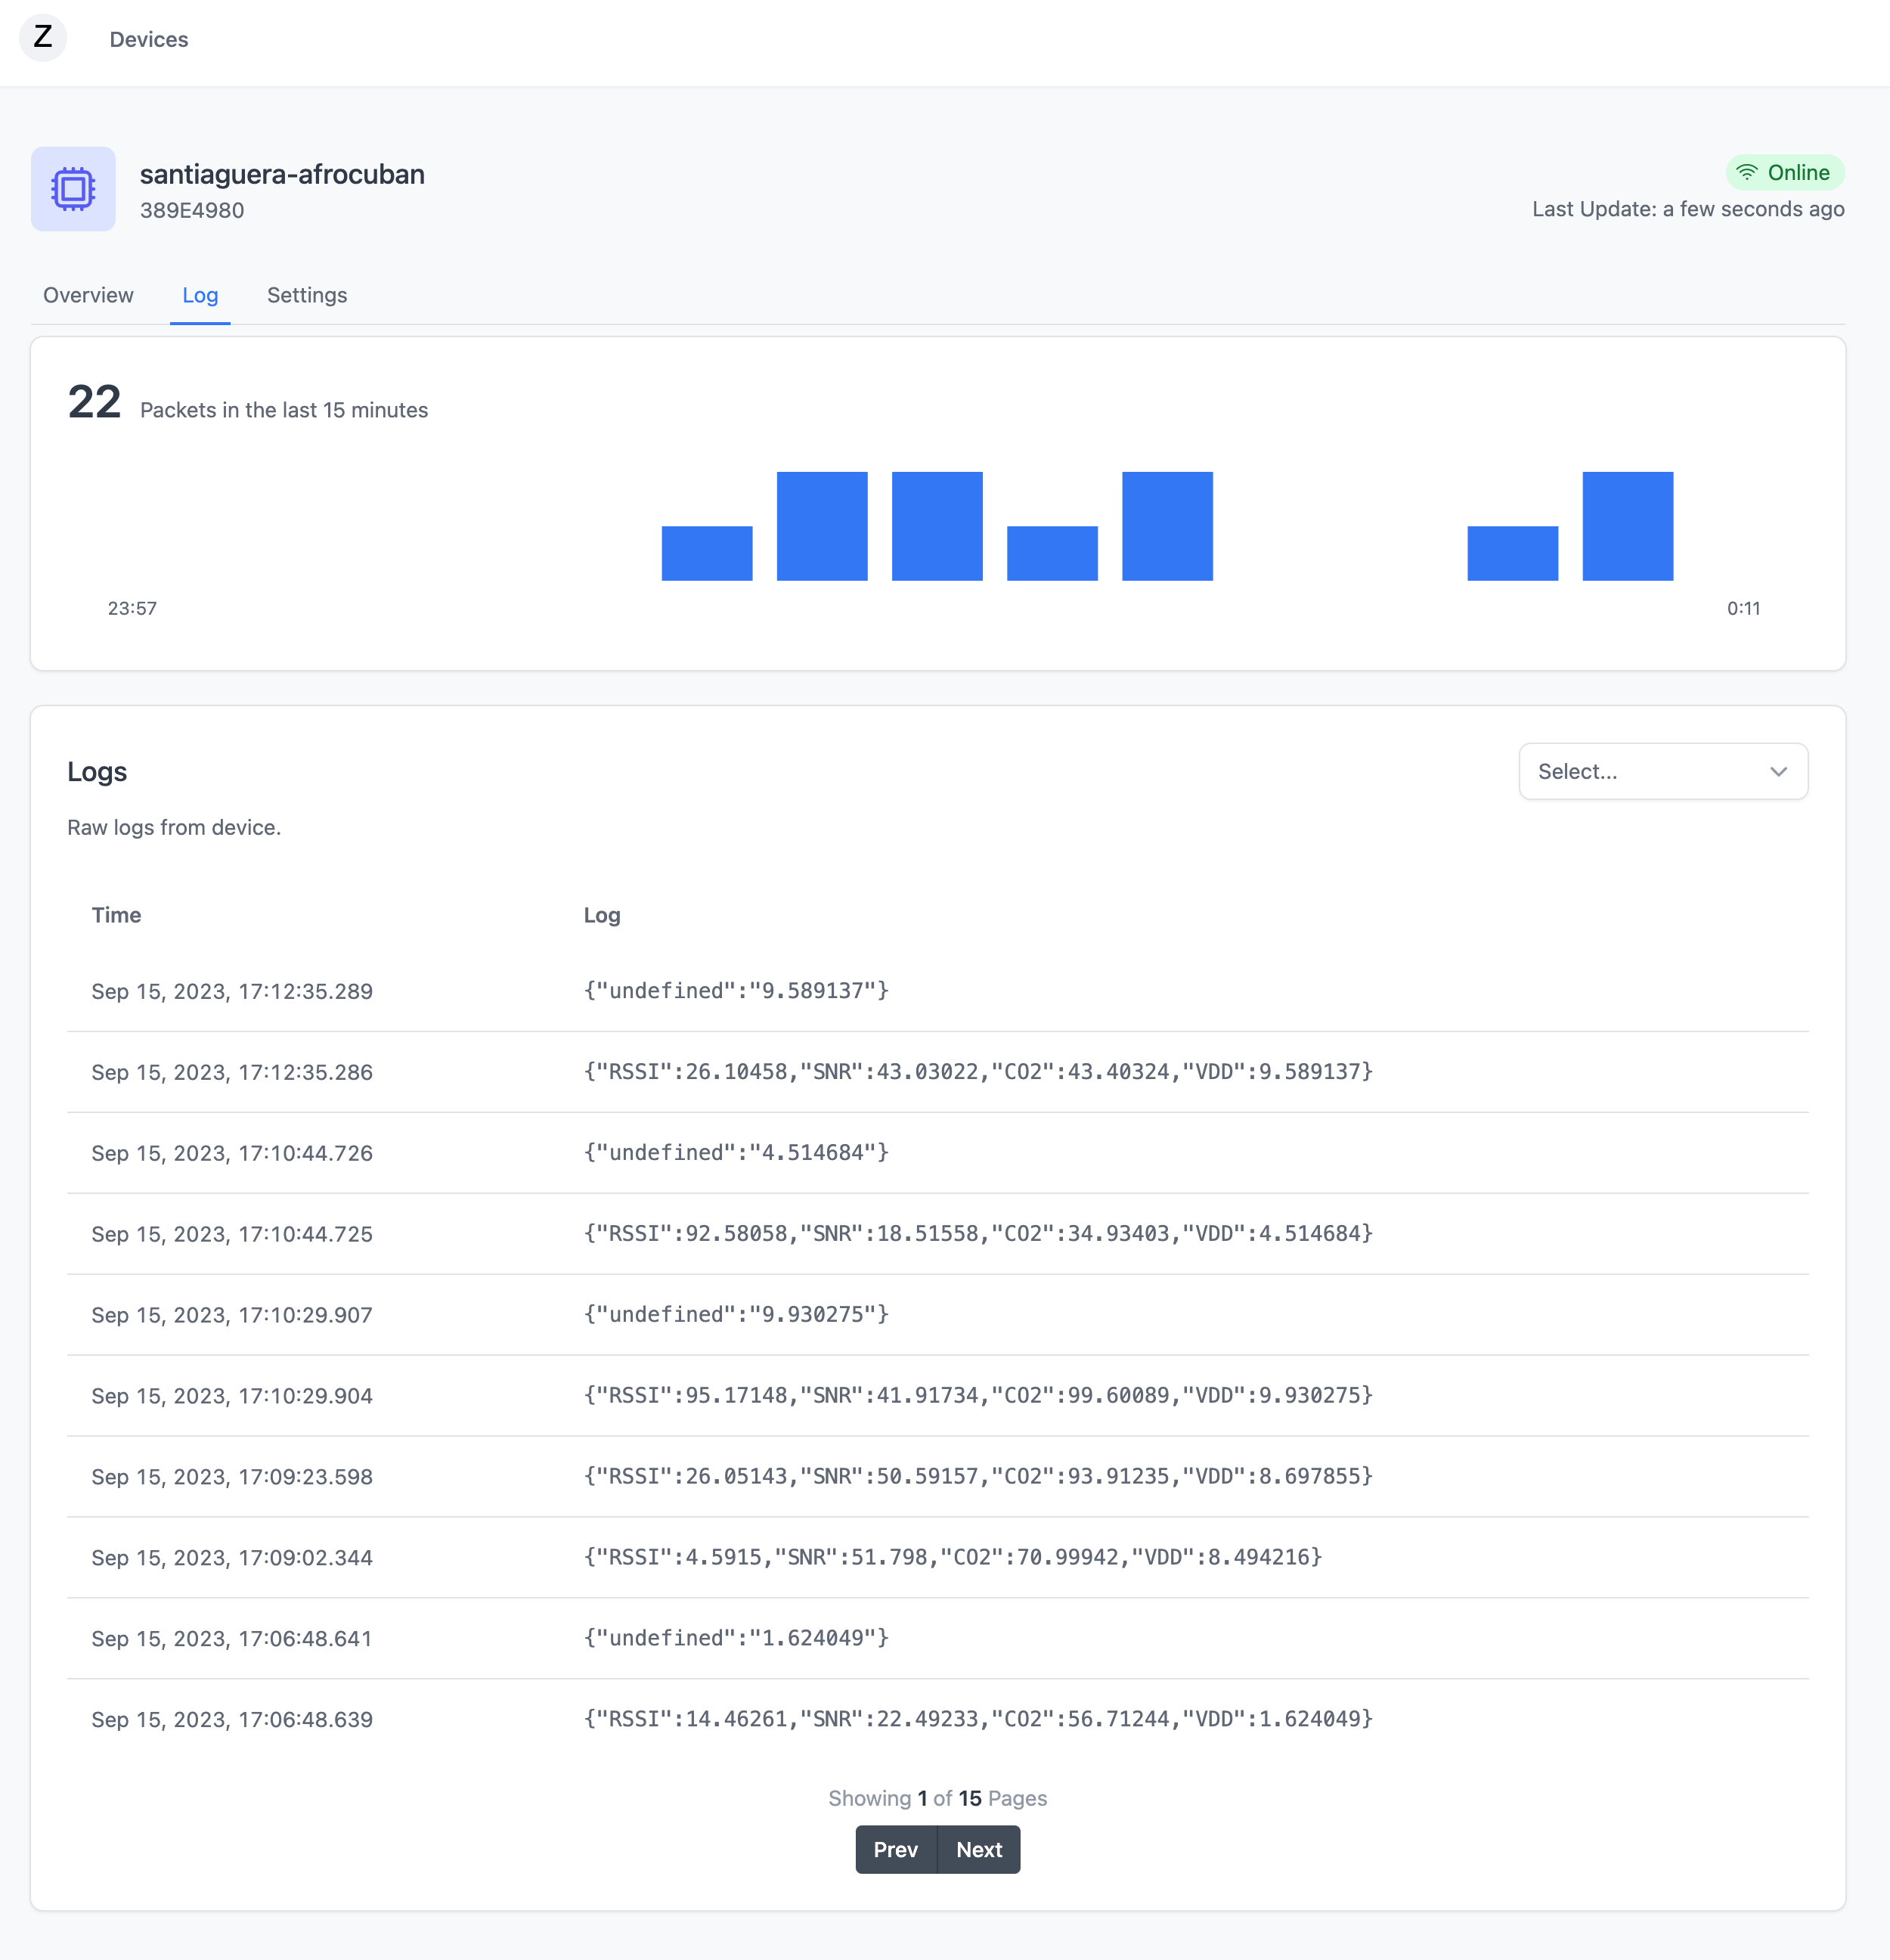 Z Devices
santiaguera-afrocuban
389E4980
Online
Last Update: a few seconds ago
Overview Log Settings
22 Packets in the last 15 minutes
23:57 0:11
Logs
Select...
Raw logs from device.
Time Log
Sep 15, 2023, 17:12:35.289 {"undefined":"9.589137"}
Sep 15, 2023, 17:12:35.286 {"RSSI":26.10458,"SNR":43.03022,"CO2":43.40324,"VDD":9.589137}
Sep 15, 2023, 17:10:44.726 {"undefined":"4.514684"}
Sep 15, 2023, 17:10:44.725 {"RSSI":92.58058,"SNR":18.51558,"CO2":34.93403,"VDD":4.514684}
Sep 15, 2023, 17:10:29.907 {"undefined":"9.930275"}
Sep 15, 2023, 17:10:29.904 {"RSSI":95.17148,"SNR":41.91734,"CO2":99.60089,"VDD":9.930275}
Sep 15, 2023, 17:09:23.598 {"RSSI":26.05143,"SNR":50.59157,"CO2":93.91235,"VDD":8.697855}
Sep 15, 2023, 17:09:02.344 {"RSSI":4.5915,"SNR":51.798,"CO2":70.99942,"VDD":8.494216}
Sep 15, 2023, 17:06:48.641 {"undefined":"1.624049"}
Sep 15, 2023, 17:06:48.639 {"RSSI":14.46261,"SNR":22.49233,"CO2":56.71244,"VDD":1.624049}
Showing 1 of 15 Pages
Prev Next